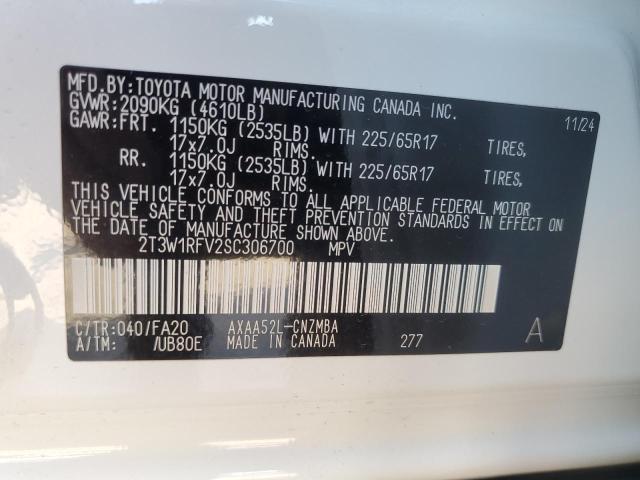 MFD.BY:TOYOTA MOTOR MANUFACTURING CANADA INC.
GVWR:2090KG (4610LB) 11/24
GAWR:FRT. 1150KG (2535LB) WITH 225/65R17 TIRES,
17x7.0J RIMS.
RR. 1150KG (2535LB) WITH 225/65R17 TIRES,
17x7.0J RIMS.
THIS VEHICLE CONFORMS TO ALL APPLICABLE FEDERAL MOTOR
VEHICLE SAFETY AND THEFT PREVENTION STANDARDS IN EFFECT ON
THE DATE OF MANUFACTURE SHOWN ABOVE.
2T3W1RFV2SC306700 MPV
C/TR:040/FA20 AXAA52L-CNZMBA A
A/TM: /UB80E MADE IN CANADA 277